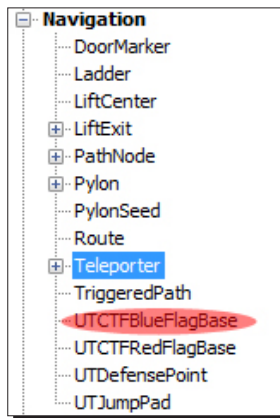 Navigation
DoorMarker
Ladder
LiftCenter
LiftExit
PathNode
Pylon
PylonSeed
Route
Teleporter
TriggeredPath
UTCTFBlueFlagBase
UTCTFRedFlagBase
UTDefensePoint
UTJumpPad